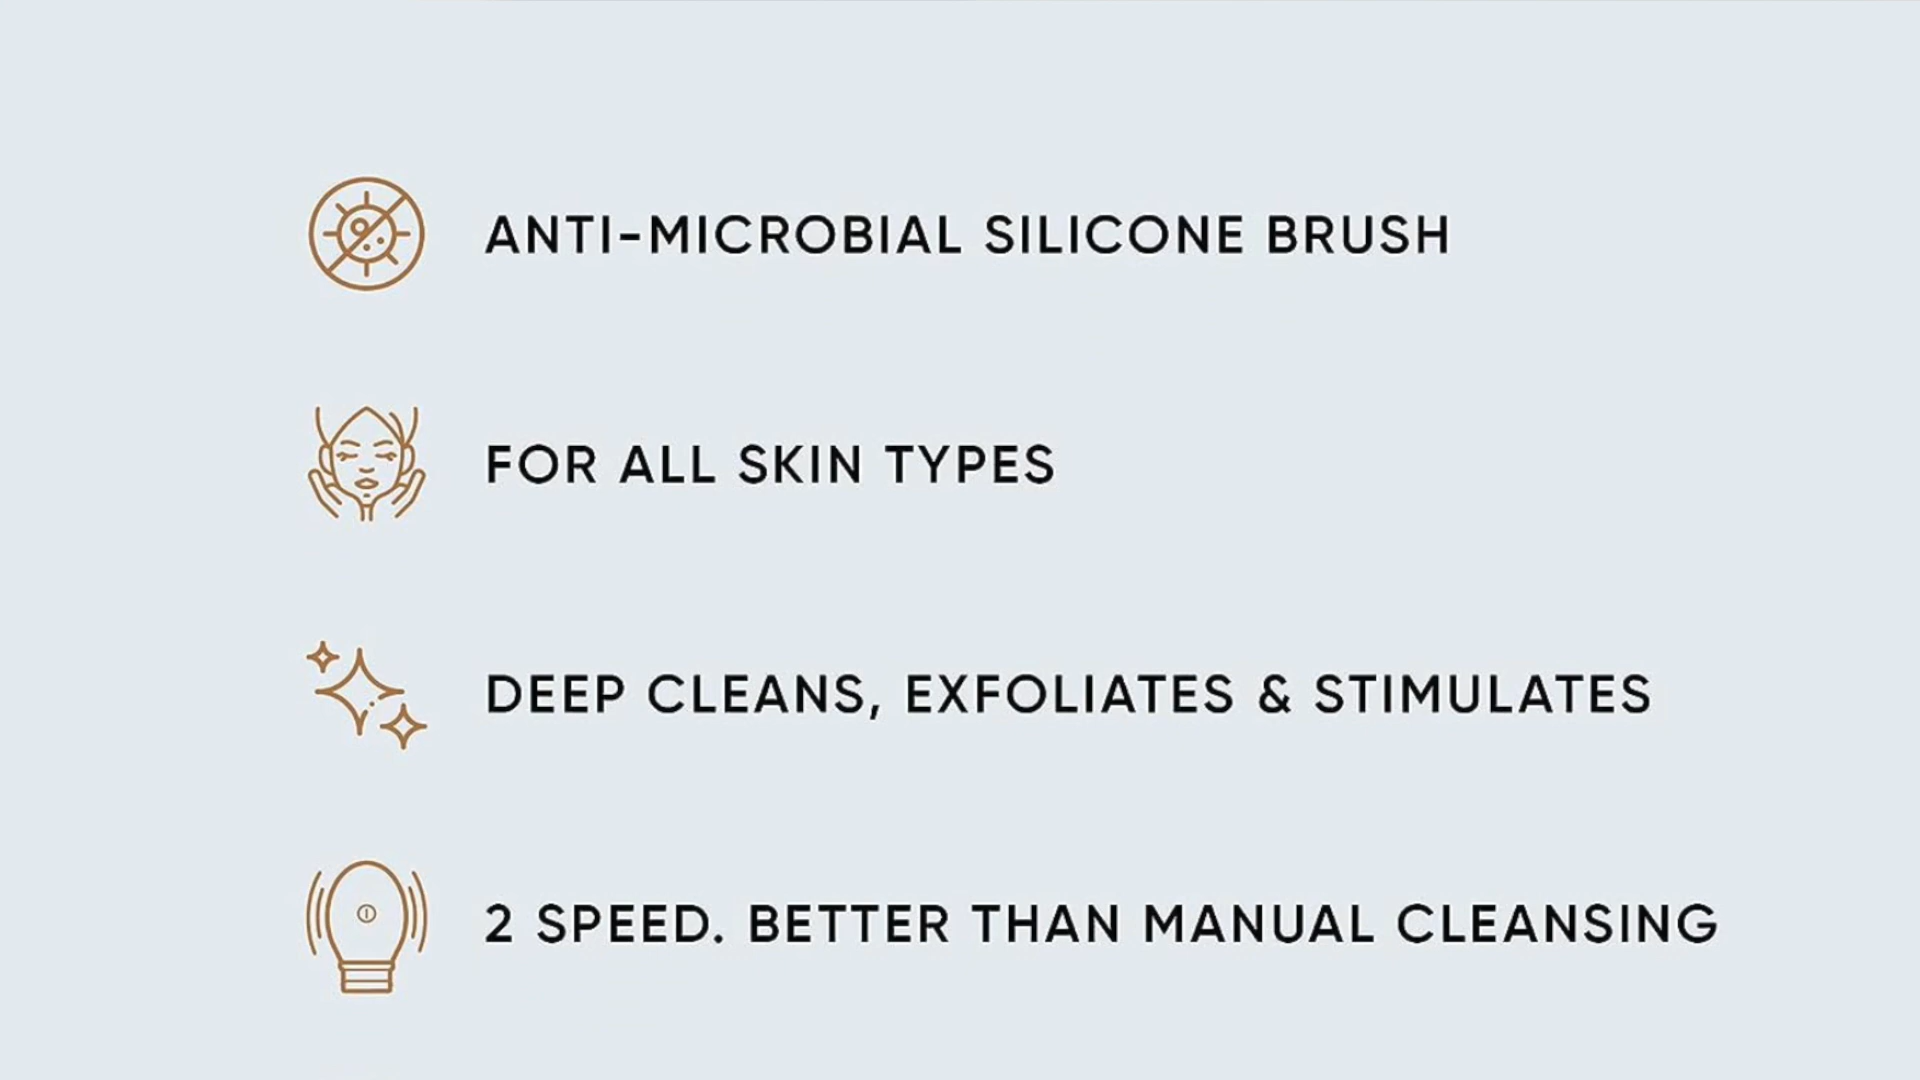 ANTI-MICROBIAL SILICONE BRUSH
FOR ALL SKIN TYPES
DEEP CLEANS, EXFOLIATES & STIMULATES
2 SPEED. BETTER THAN MANUAL CLEANSING